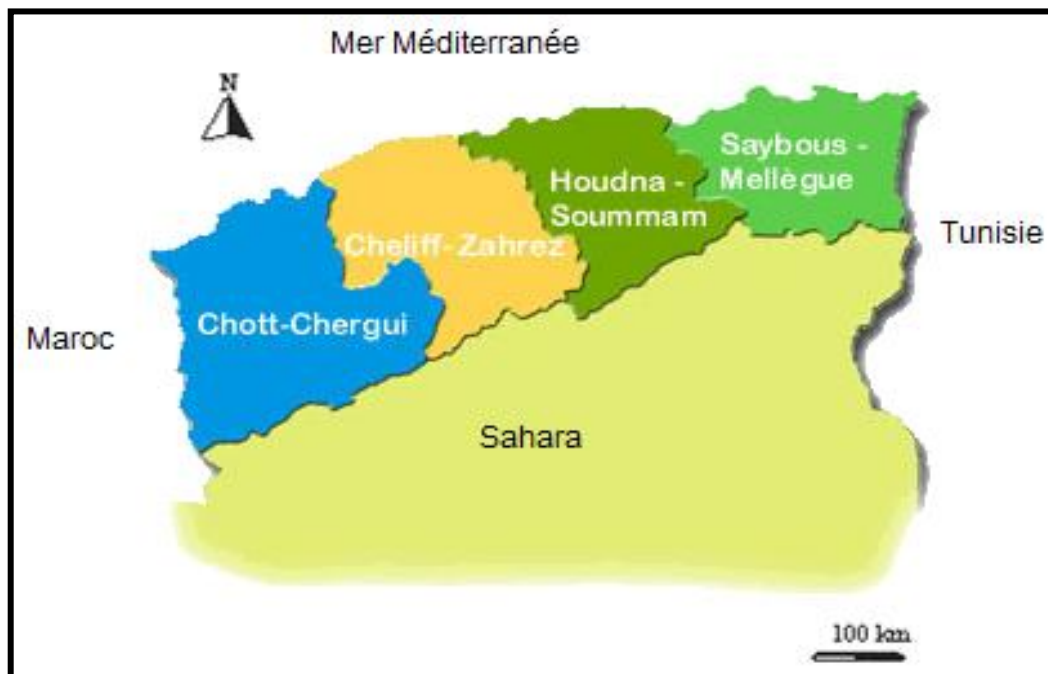 Mer Méditerranée
N
Saybous -
Mellègue
Houdna -
Soummam
Tunisie
Cheliff-Zahrez
Chott-Chergui
Maroc
Sahara
100 km